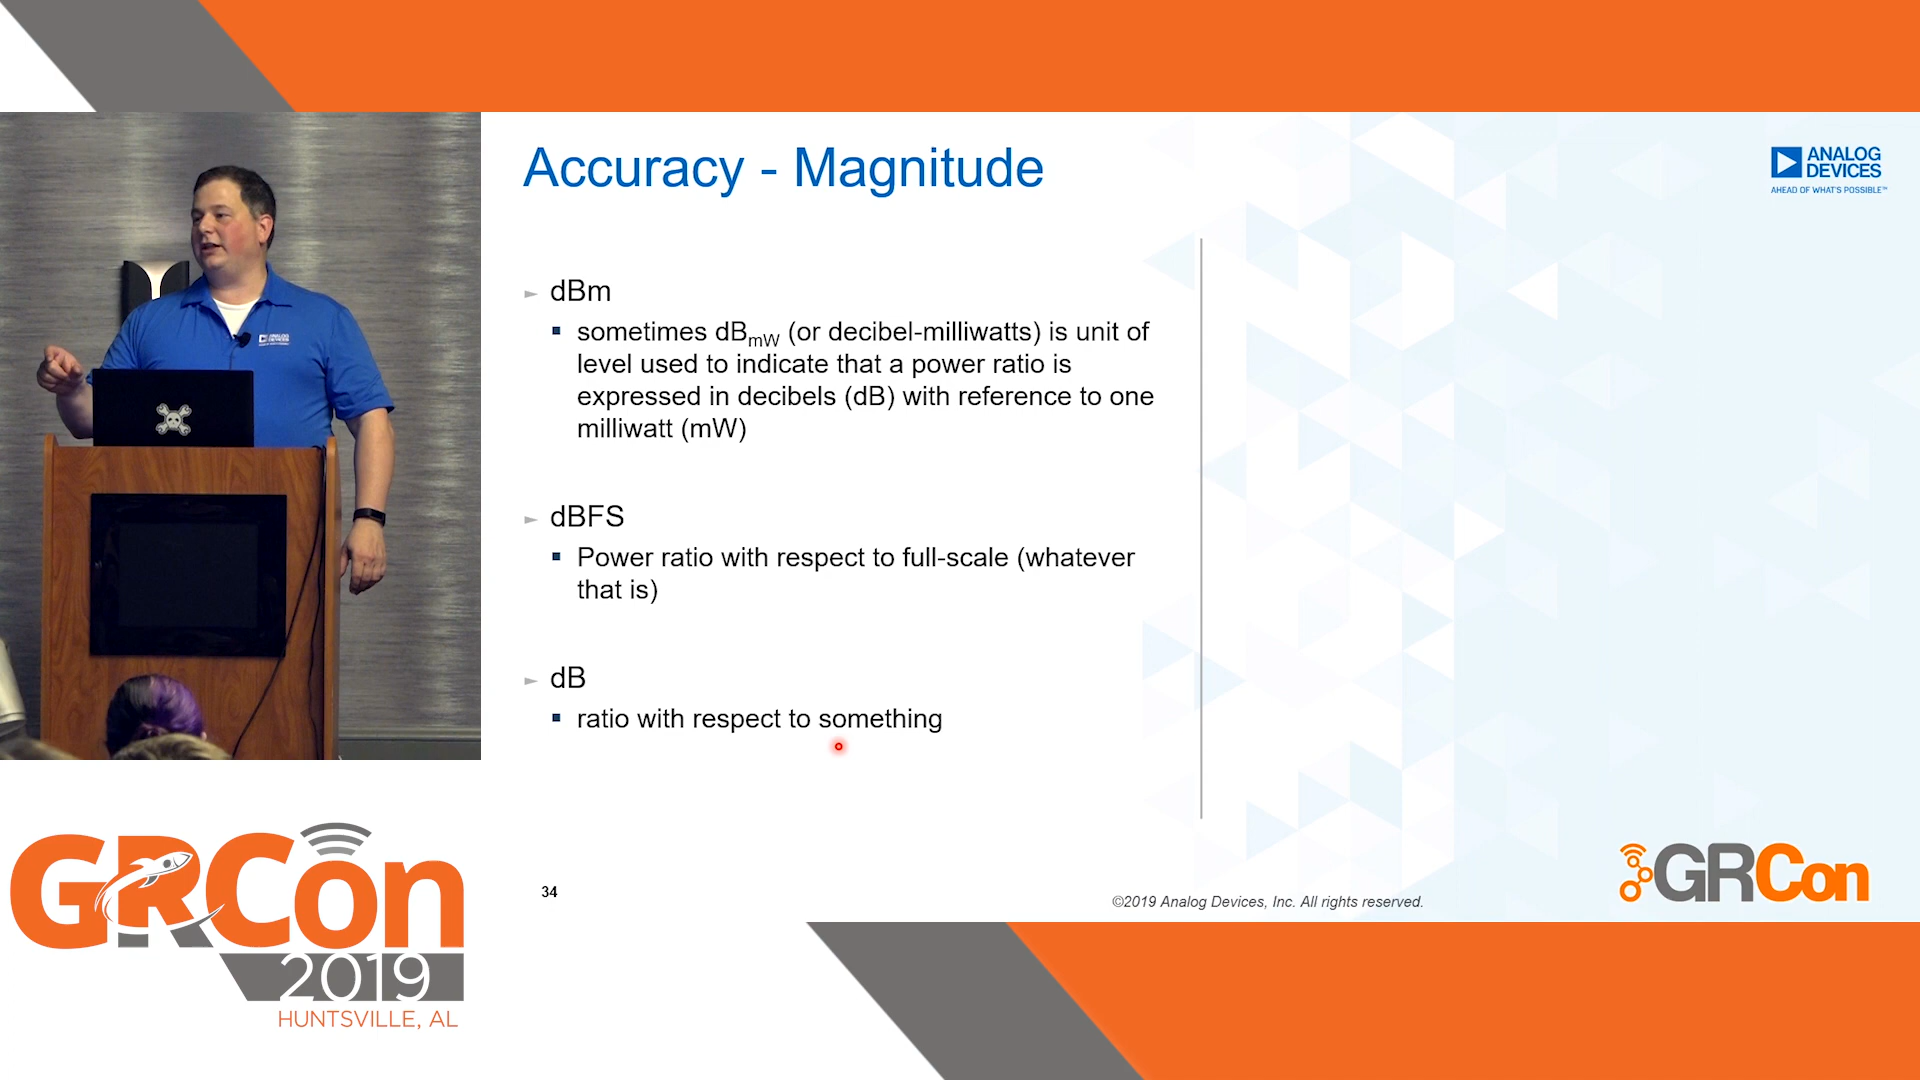 Accuracy - Magnitude
ANALOG
DEVICES
AHEAD OF WHAT'S POSSIBLE™
dBm
sometimes dBmW (or decibel-milliwatts) is unit of
level used to indicate that a power ratio is
expressed in decibels (dB) with reference to one
milliwatt (mW)
dBFS
Power ratio with respect to full-scale (whatever
that is)
dB
ratio with respect to something
34
©2019 Analog Devices, Inc. All rights reserved.
GRCon
ANALOG
DEVICES
GRCon
2019
HUNTSVILLE, AL